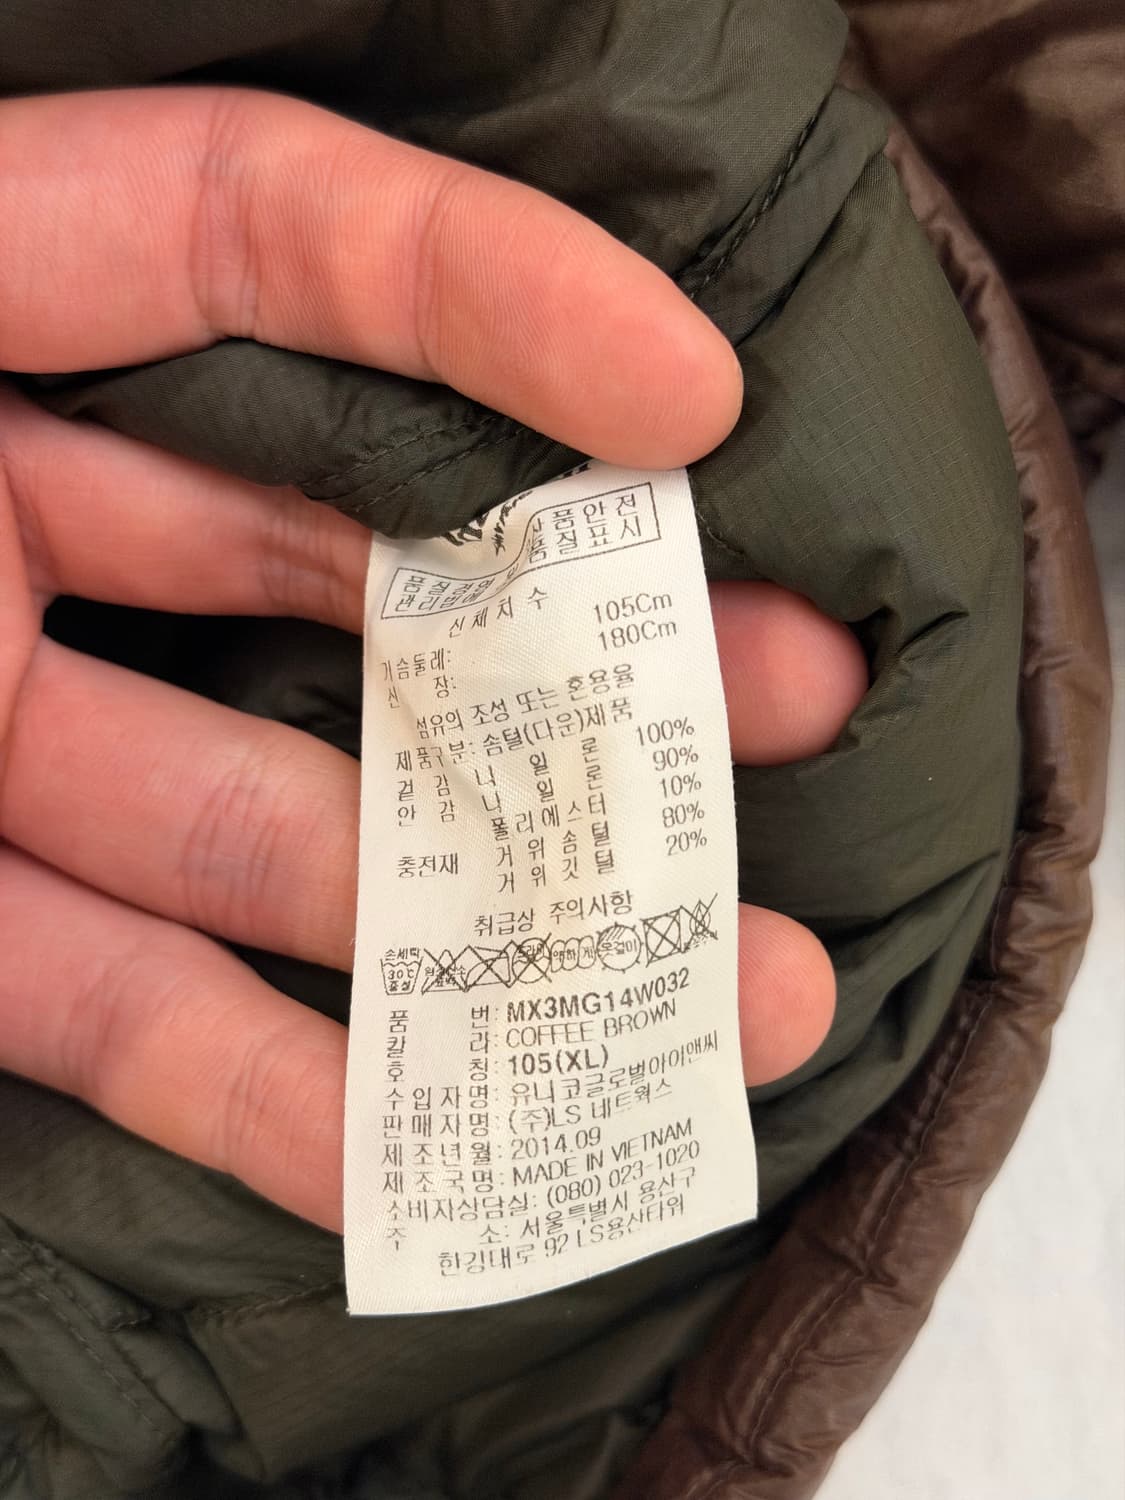 품안전
품질표시
품질경영
관리법에
신체치수
가슴둘레: 105Cm
신 장: 180Cm
섬유의 조성 또는 혼용율
제품구분: 솜털(다운)제품
겉 감 나 일 론 100%
안 감 나 일 론 90%
폴리에스터 10%
충전재 거 위 솜 털 80%
거 위 깃 털 20%
취급상 주의사항
손세탁
30℃
중성
약하게
옷걸이
품 번: MX3MG14W032
칼 라: COFFEE BROWN
호 칭: 105(XL)
수 입 자 명: 유니코글로벌아이앤씨
판 매 자 명: (주)LS 네트웍스
제 조 년 월: 2014.09
제 조 국 명: MADE IN VIETNAM
소비자상담실: (080) 023-1020
주 소: 서울특별시 용산구
한강대로 92 LS용산타워